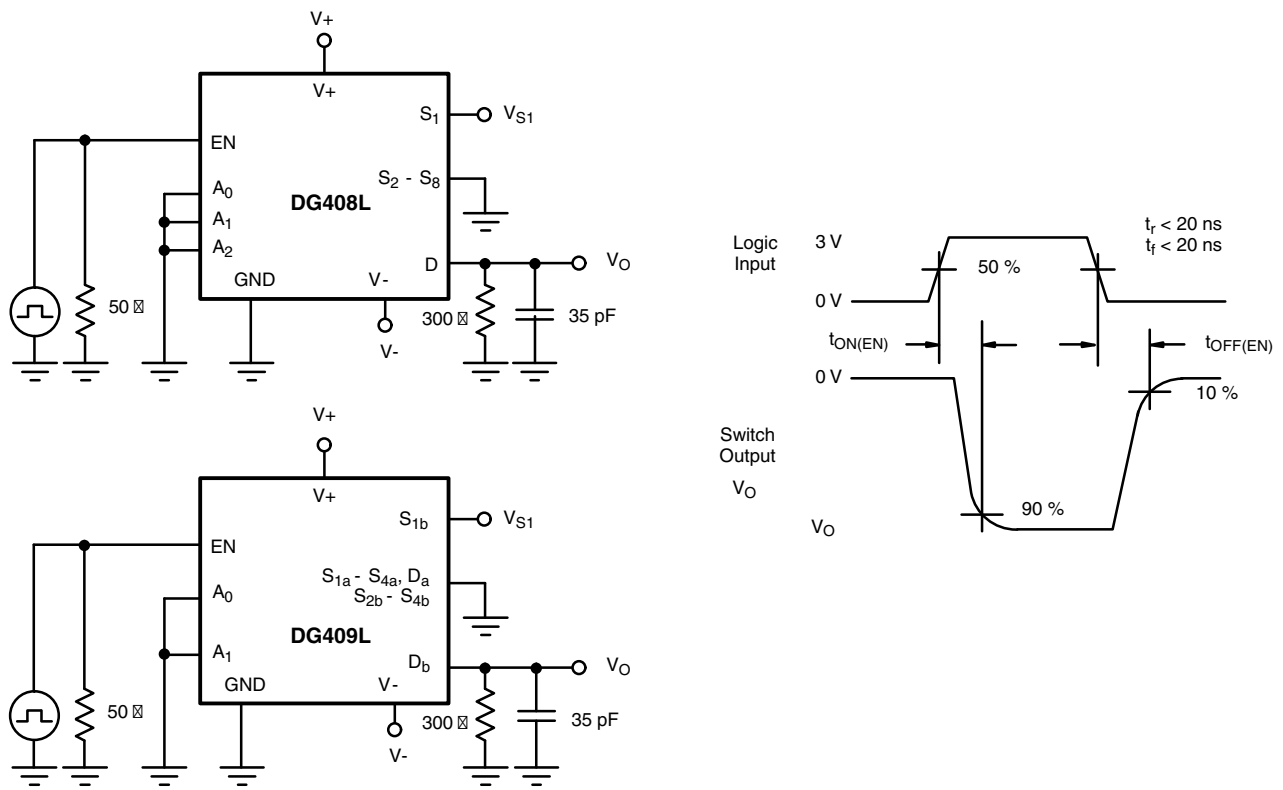 V+
V+
S1
VS1
EN
S2 - S8
A0
DG408L
A1
A2
D
VO
GND
V-
50
300
35 pF
V-
V+
V+
S1b
VS1
EN
S1a - S4a, Da
S2b - S4b
A0
DG409L
A1
Db
VO
GND
V-
50
300
35 pF
V-
Logic
Input
3 V
tr < 20 ns
tf < 20 ns
50 %
0 V
tON(EN)
tOFF(EN)
0 V
10 %
Switch
Output
VO
90 %
VO